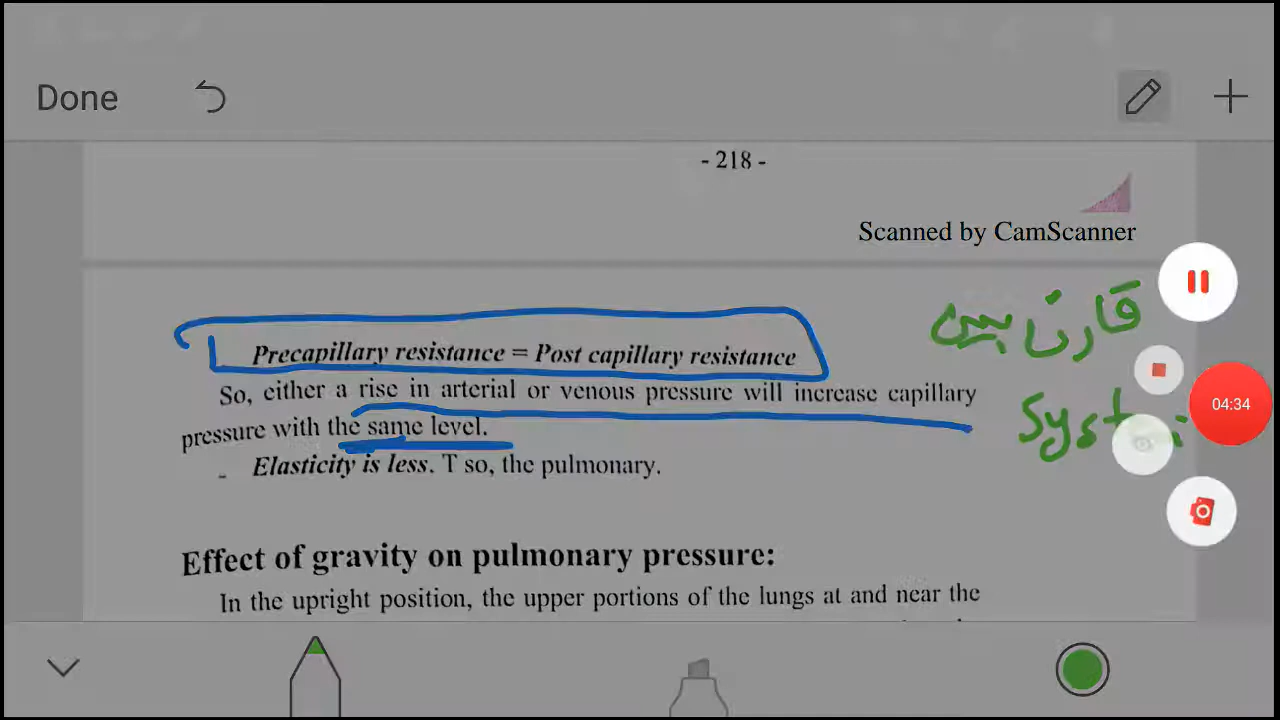 Done
- 218 -
Scanned by CamScanner
Precapillary resistance = Post capillary resistance
So, either a rise in arterial or venous pressure will increase capillary
pressure with the same level.
- Elasticity is less. T so, the pulmonary.
قارن بين
04:34
Effect of gravity on pulmonary pressure:
In the upright position, the upper portions of the lungs at and near the